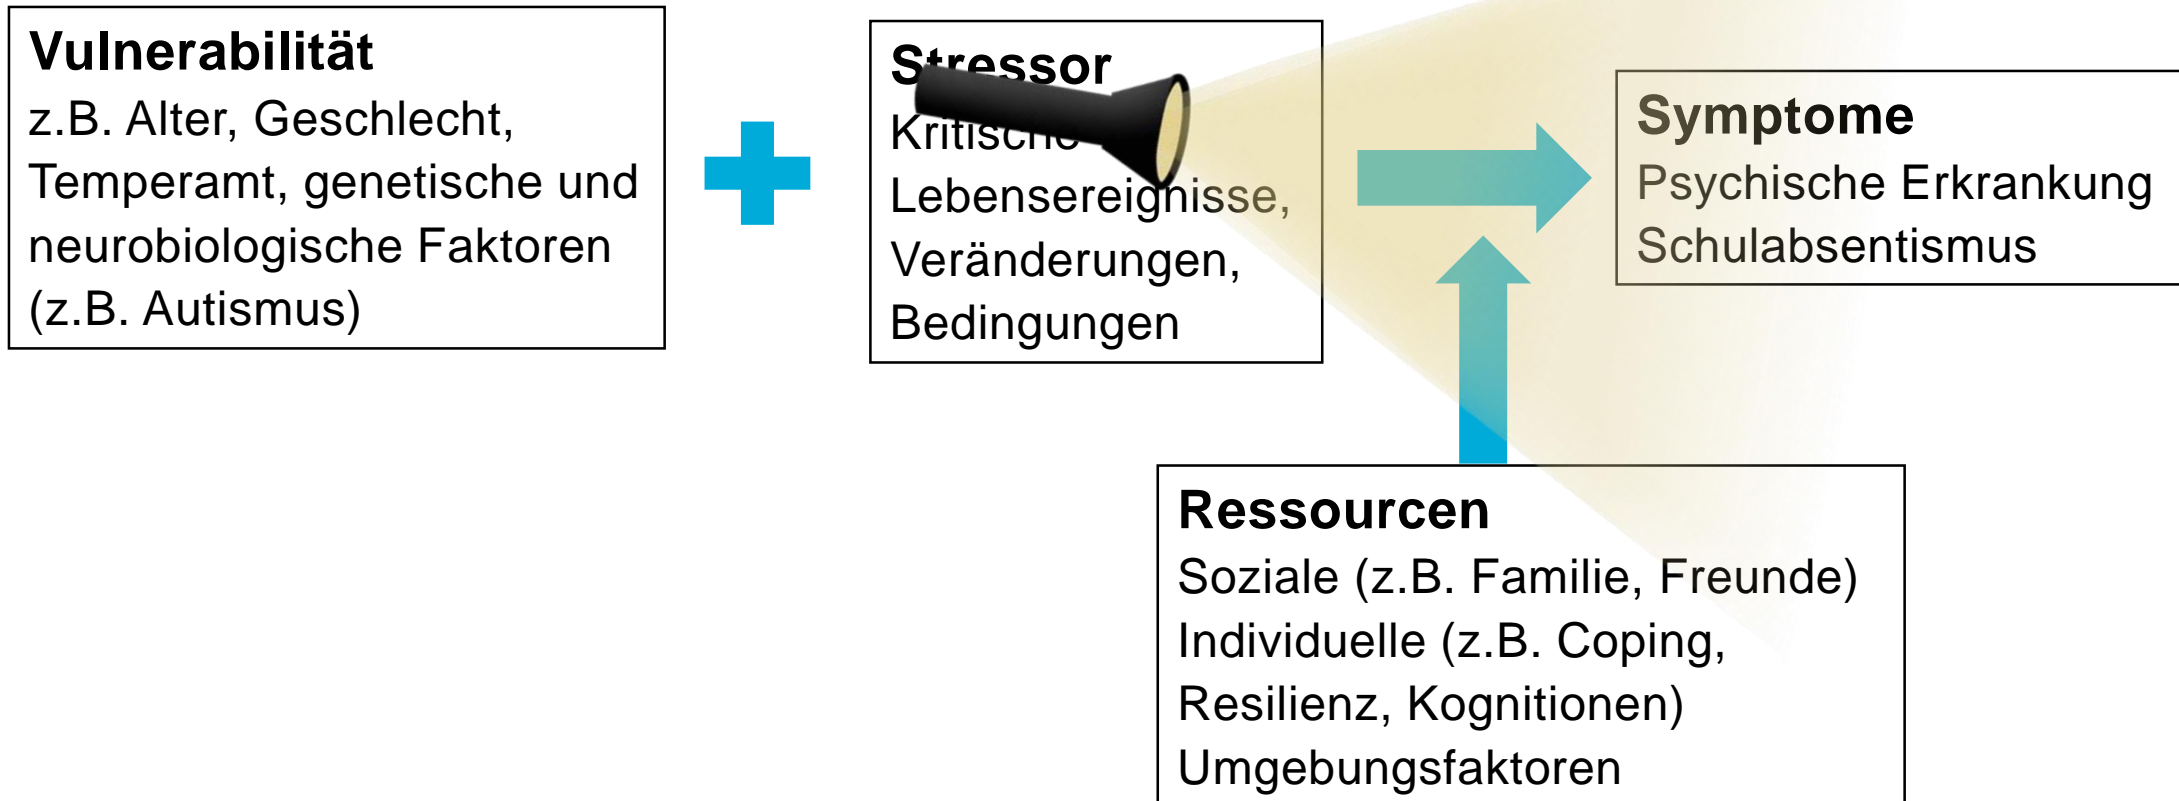 Vulnerabilität
z.B. Alter, Geschlecht,
Temperamt, genetische und
neurobiologische Faktoren
(z.B. Autismus)
Stressor
Kritische
Lebensereignisse,
Veränderungen,
Bedingungen
Symptome
Psychische Erkrankung
Schulabsentismus
Ressourcen
Soziale (z.B. Familie, Freunde)
Individuelle (z.B. Coping,
Resilienz, Kognitionen)
Umgebungsfaktoren